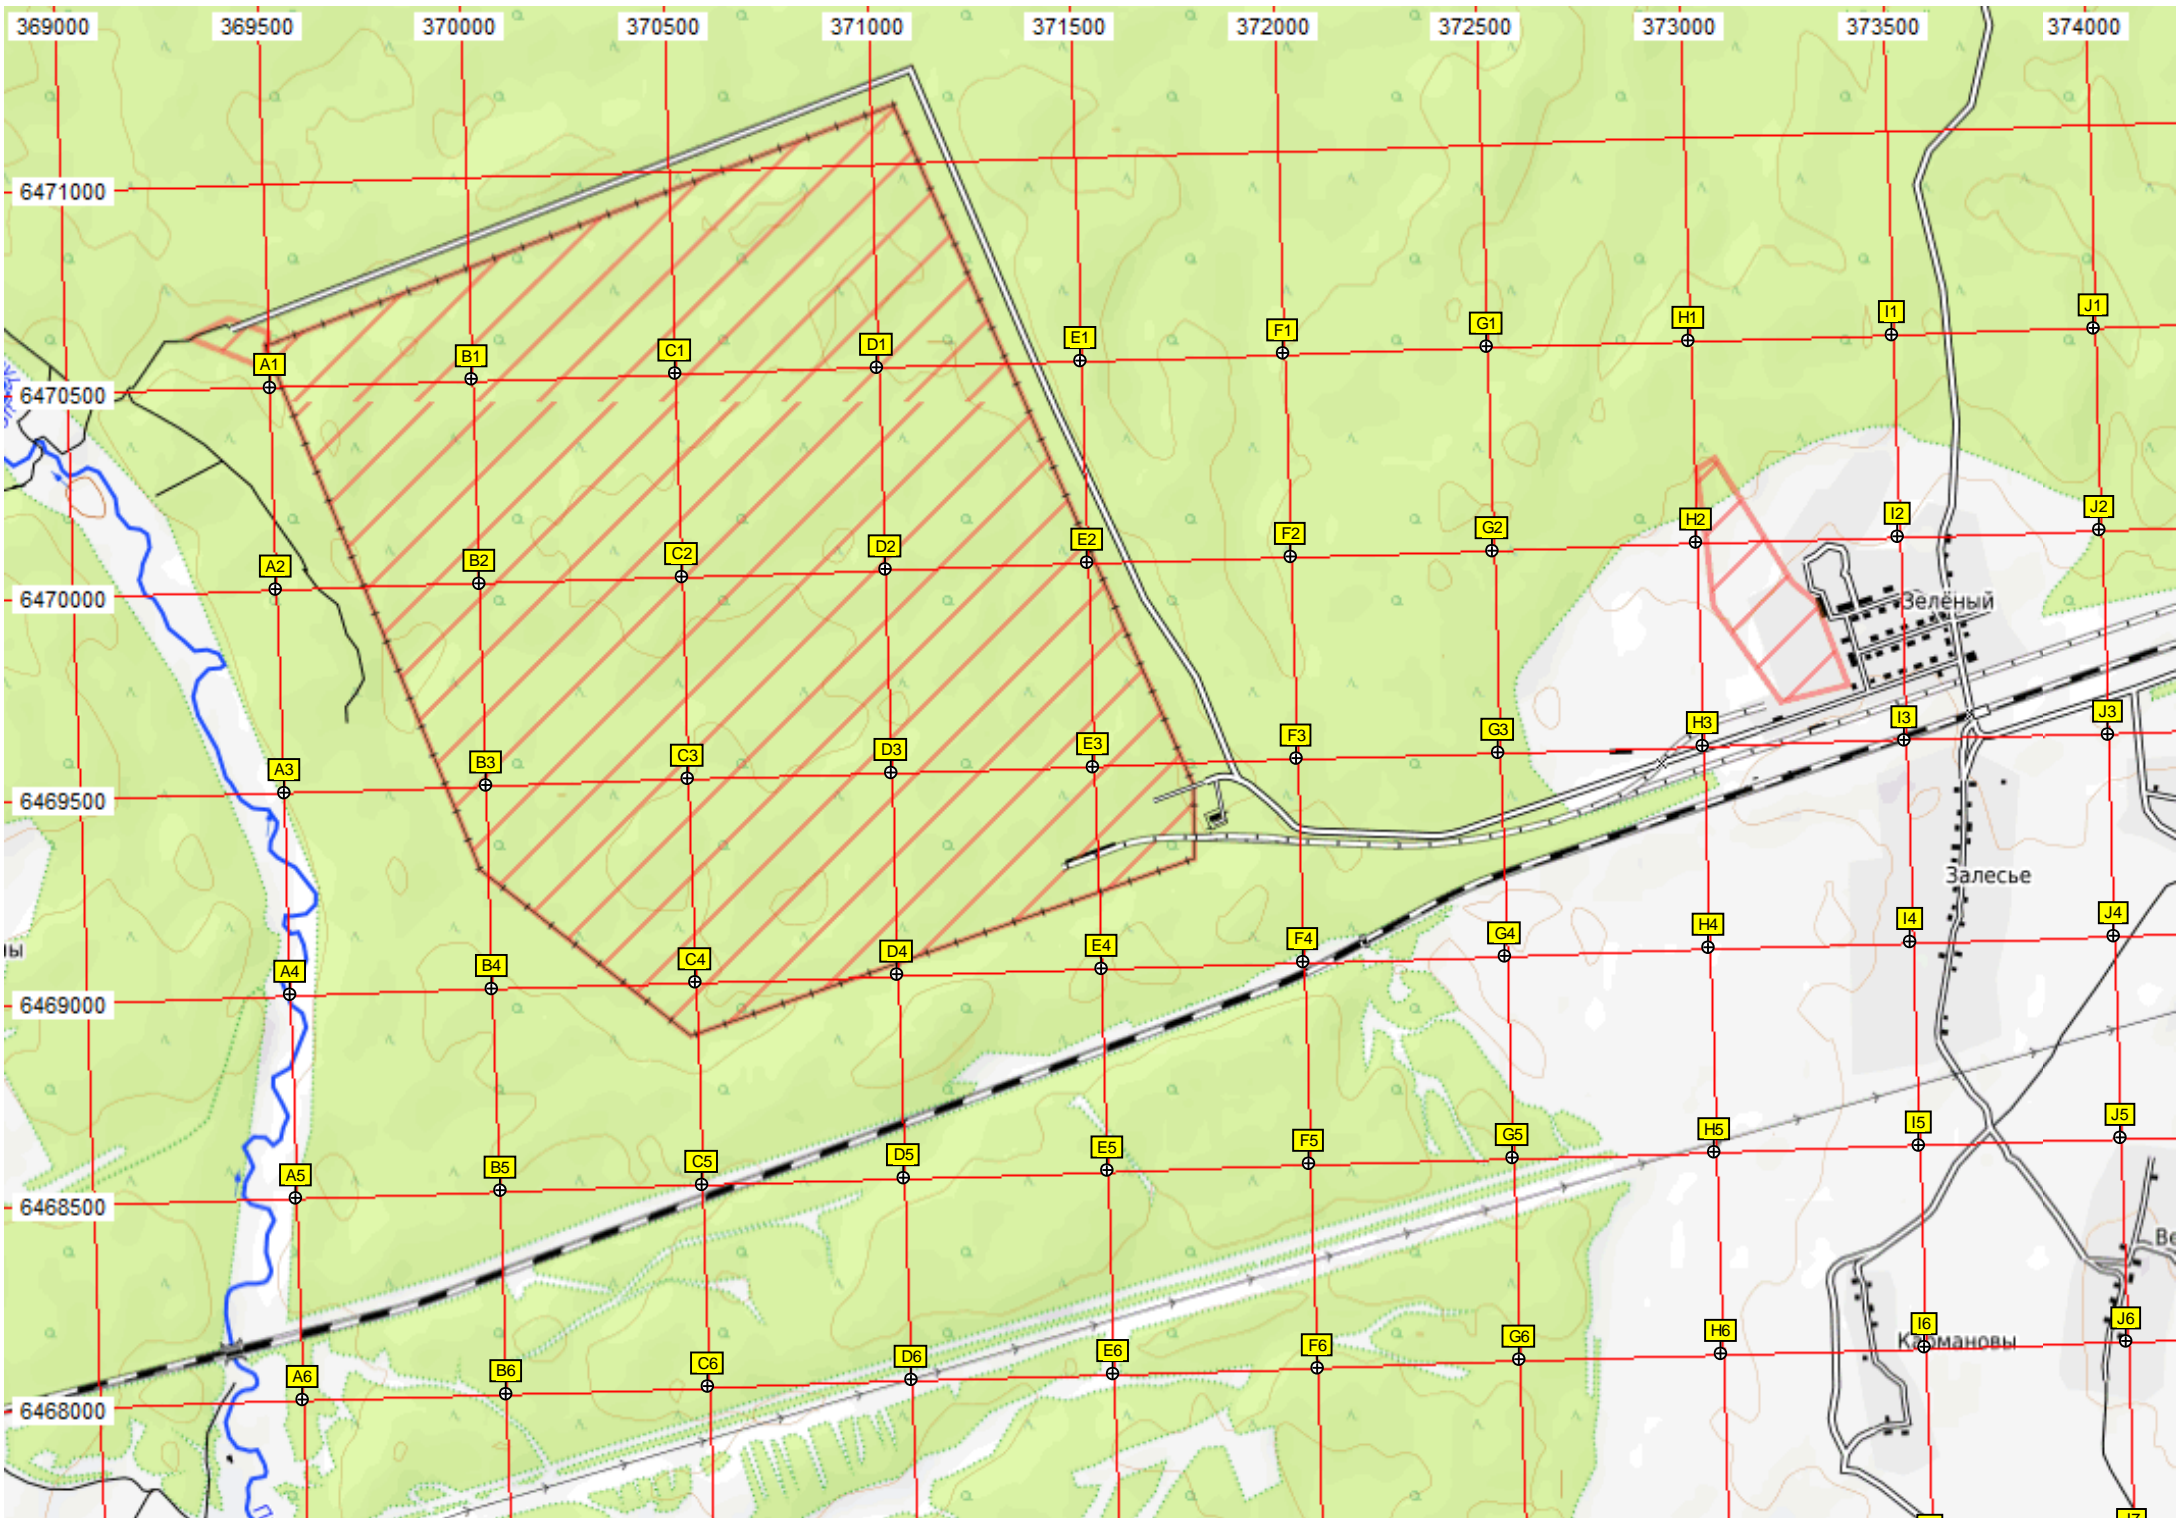 369000 369500 370000 370500 371000 371500 372000 372500 373000 373500 374000
6471000
A1 B1 C1 D1 E1 F1 G1 H1 I1 J1
6470500
A2 B2 C2 D2 E2 F2 G2 H2 I2 J2
6470000
Зелёный
A3 B3 C3 D3 E3 F3 G3 H3 I3 J3
6469500
Залесье
ы
A4 B4 C4 D4 E4 F4 G4 H4 I4 J4
6469000
A5 B5 C5 D5 E5 F5 G5 H5 I5 J5
6468500
Ве
A6 B6 C6 D6 E6 F6 G6 H6 I6 J6
Кармановы
6468000
J7